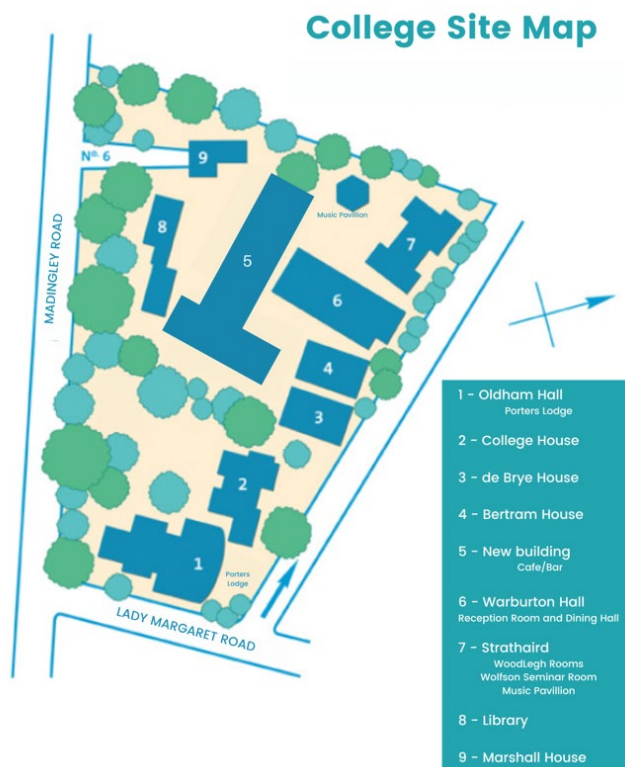 College Site Map
Nº. 6
9
MADINGLEY ROAD
8
5
Music Pavillion
7
6
4
3
2
1
Porters
Lodge
LADY MARGARET ROAD
1 - Oldham Hall
Porters Lodge
2 - College House
3 - de Brye House
4 - Bertram House
5 - New building
Cafe/Bar
6 - Warburton Hall
Reception Room and Dining Hall
7 - Strathaird
WoodLegh Rooms
Wolfson Seminar Room
Music Pavillion
8 - Library
9 - Marshall House